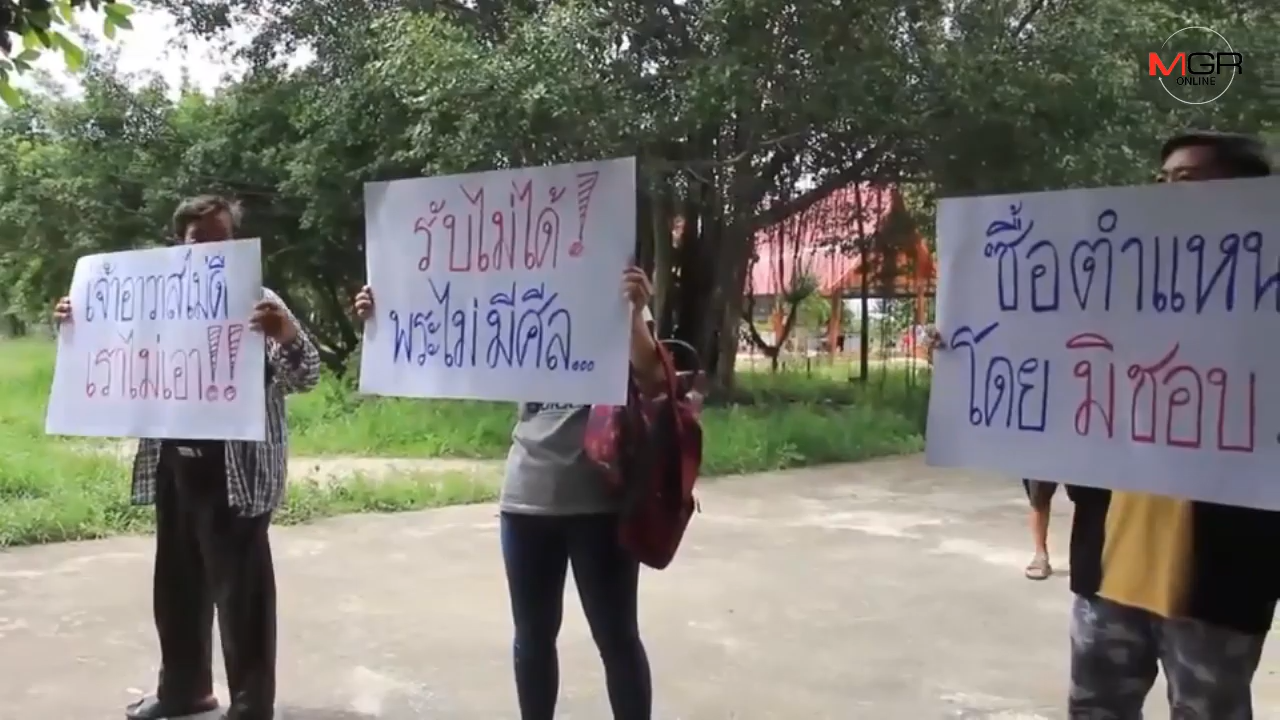 MGR
ONLINE
เจ้าอาวาสไม่ดี
เราไม่เอา!!
รับไม่ได้!
พระไม่มีศีล...
ซื้อตำแหน
โดย มิชอบ